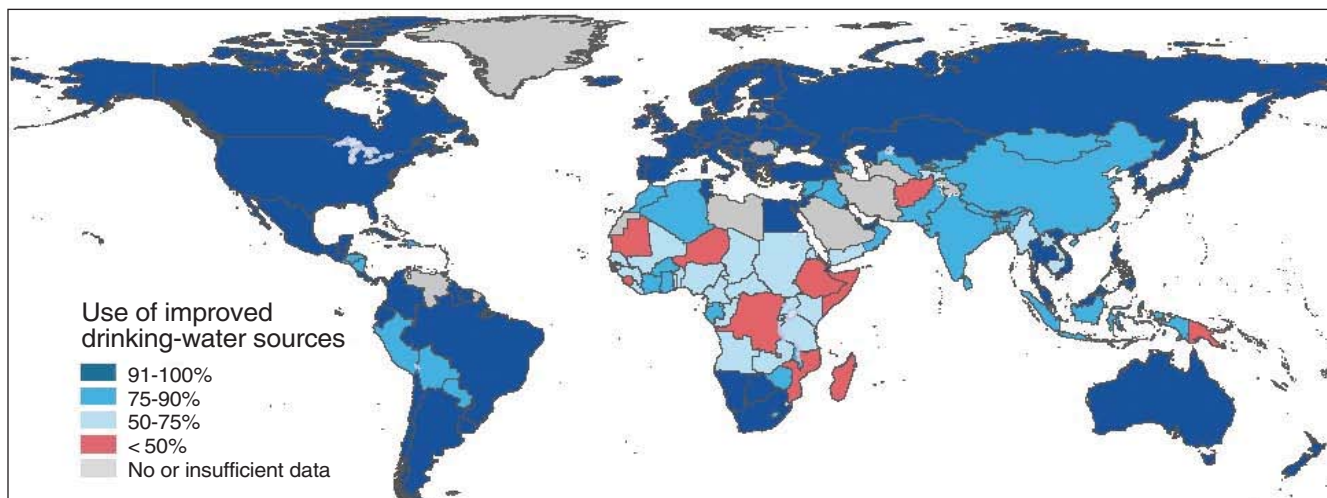 Use of improved
drinking-water sources
91-100%
75-90%
50-75%
< 50%
No or insufficient data